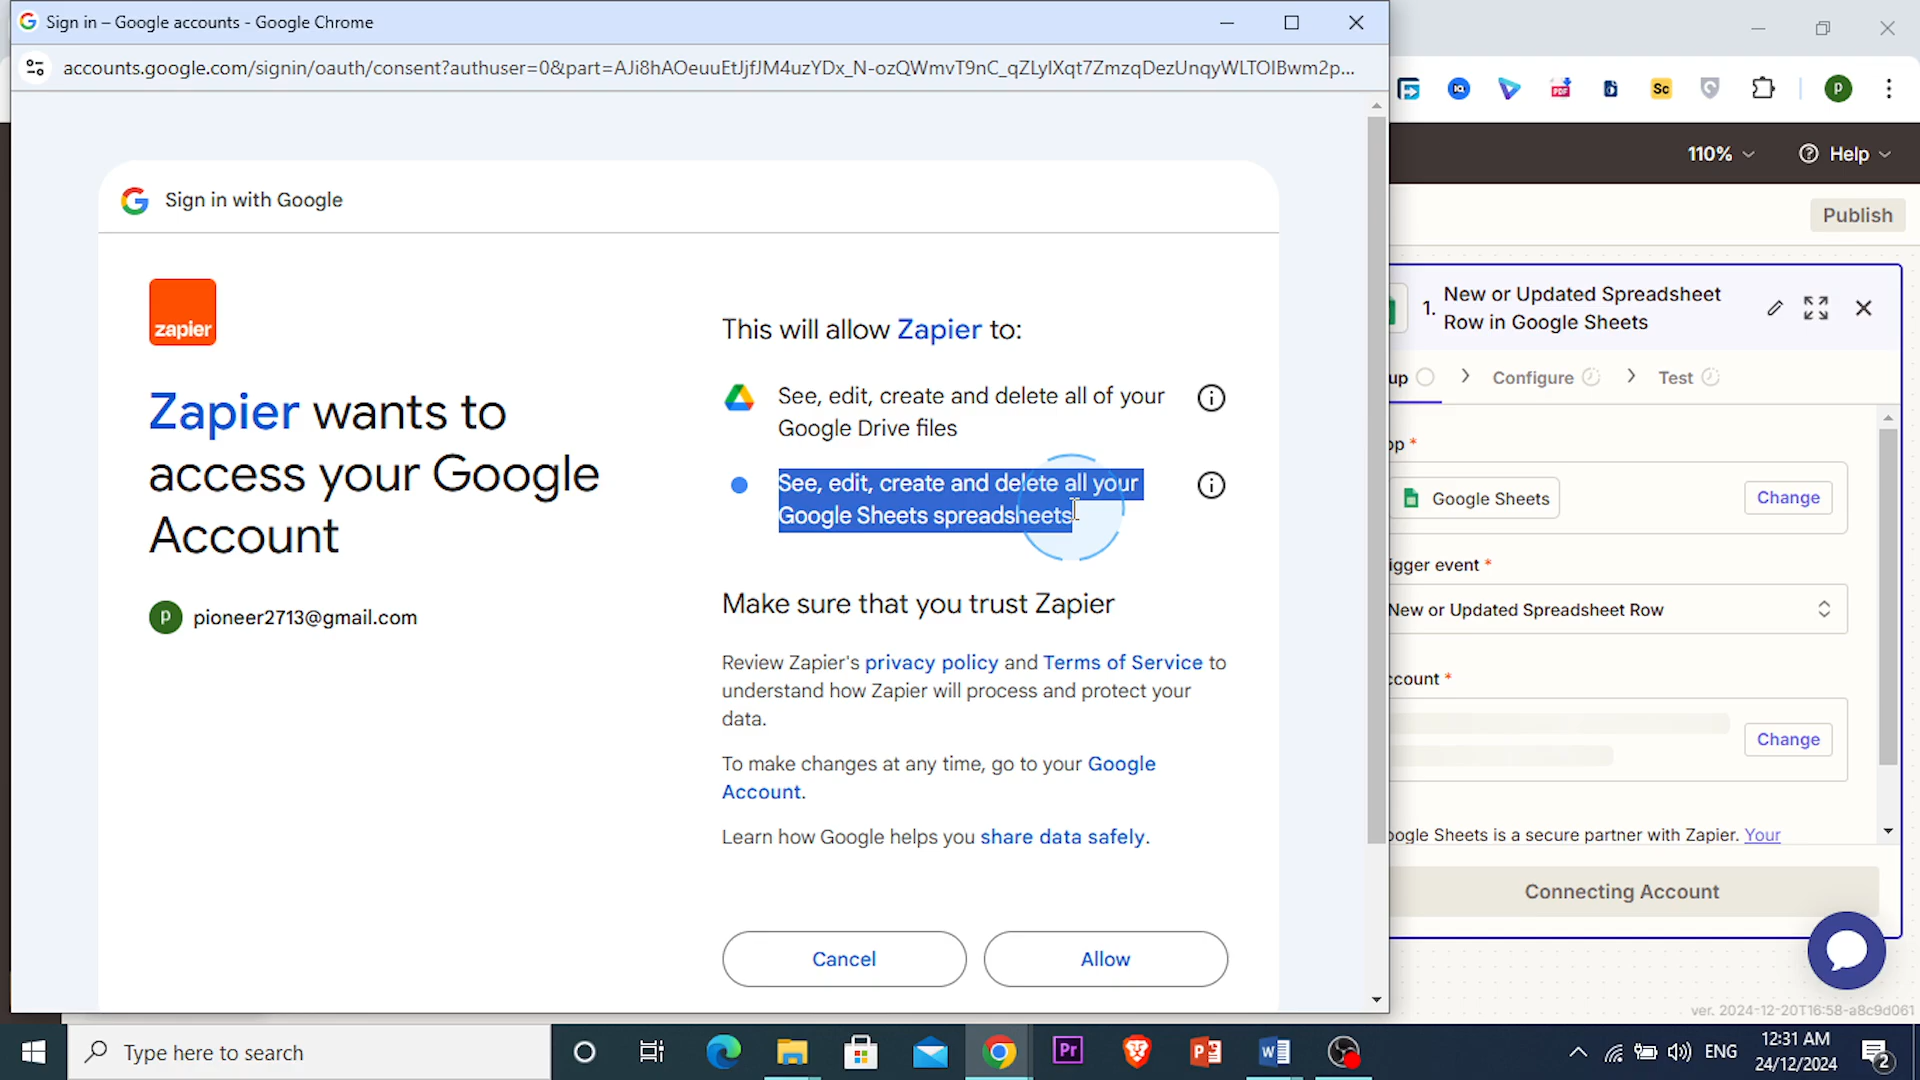 Sign in – Google accounts - Google Chrome
accounts.google.com/signin/oauth/consent?authuser=0&part=AJi8hAOeuuEtJjfJM4uzYDx_N-ozQWmvT9nC_qZLyIXqt7ZmzqDezUnqyWLTOIBwm2p...
Sign in with Google
zapier
Zapier wants to
access your Google
Account
p pioneer2713@gmail.com
This will allow Zapier to:
See, edit, create and delete all of your
Google Drive files
See, edit, create and delete all your
Google Sheets spreadsheets
Make sure that you trust Zapier
Review Zapier's privacy policy and Terms of Service to
understand how Zapier will process and protect your
data.
To make changes at any time, go to your Google
Account.
Learn how Google helps you share data safely.
Cancel
Allow
IQ
PDF
Sc
p
110%
Help
Publish
1. New or Updated Spreadsheet
Row in Google Sheets
up
Configure
Test
pp *
Google Sheets
Change
igger event *
New or Updated Spreadsheet Row
ccount *
Change
oogle Sheets is a secure partner with Zapier. Your
Connecting Account
ver. 2024-12-20T16:58-a8c9d061
Type here to search
Pr
P
W
ENG
12:31 AM
24/12/2024
2